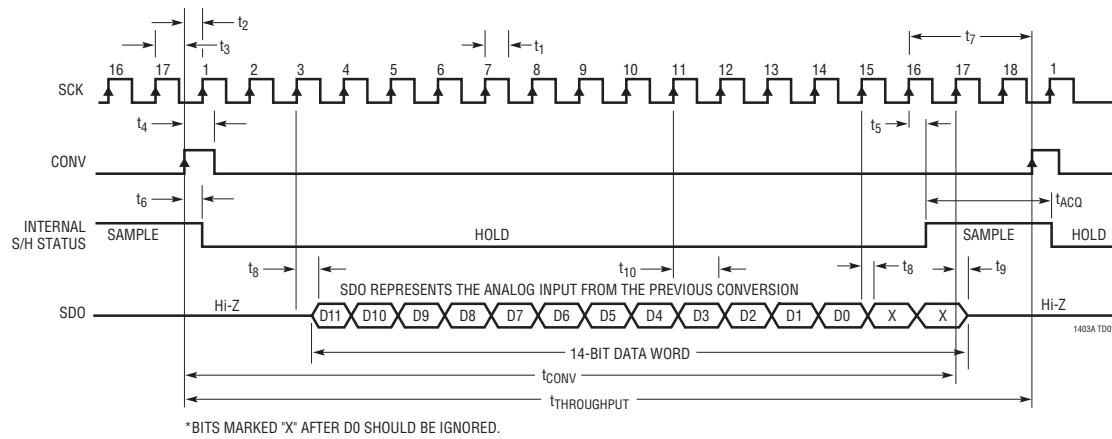 t2
t3
t1
t7
16 17 1 2 3 4 5 6 7 8 9 10 11 12 13 14 15 16 17 18 1
SCK
t4
t5
CONV
t6
tACQ
INTERNAL
S/H STATUS
SAMPLE
HOLD
SAMPLE
HOLD
t8
t10
t8
t9
SDO REPRESENTS THE ANALOG INPUT FROM THE PREVIOUS CONVERSION
SDO
Hi-Z
D11 D10 D9 D8 D7 D6 D5 D4 D3 D2 D1 D0 X X
Hi-Z
1403A TD01
14-BIT DATA WORD
tCONV
tTHROUGHPUT
*BITS MARKED "X" AFTER D0 SHOULD BE IGNORED.